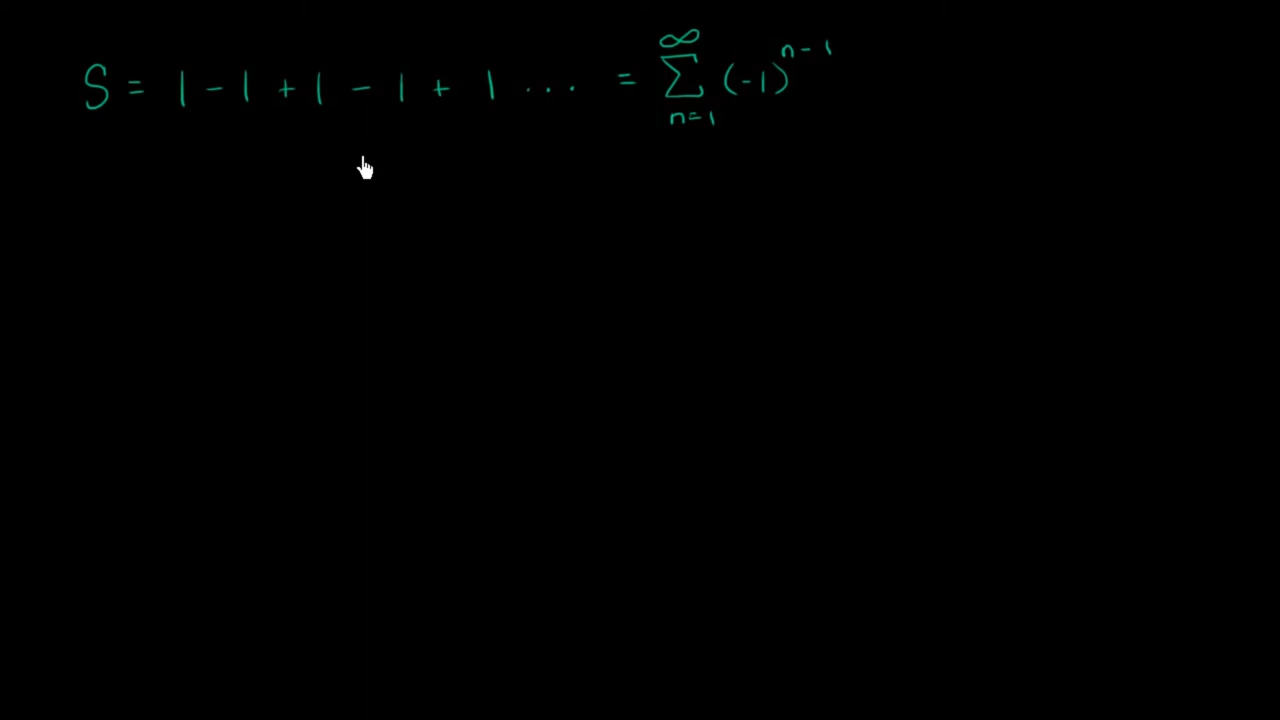 S = 1 - 1 + 1 - 1 + 1 ... = ∞ ∑ n=1 (-1)^{n-1}